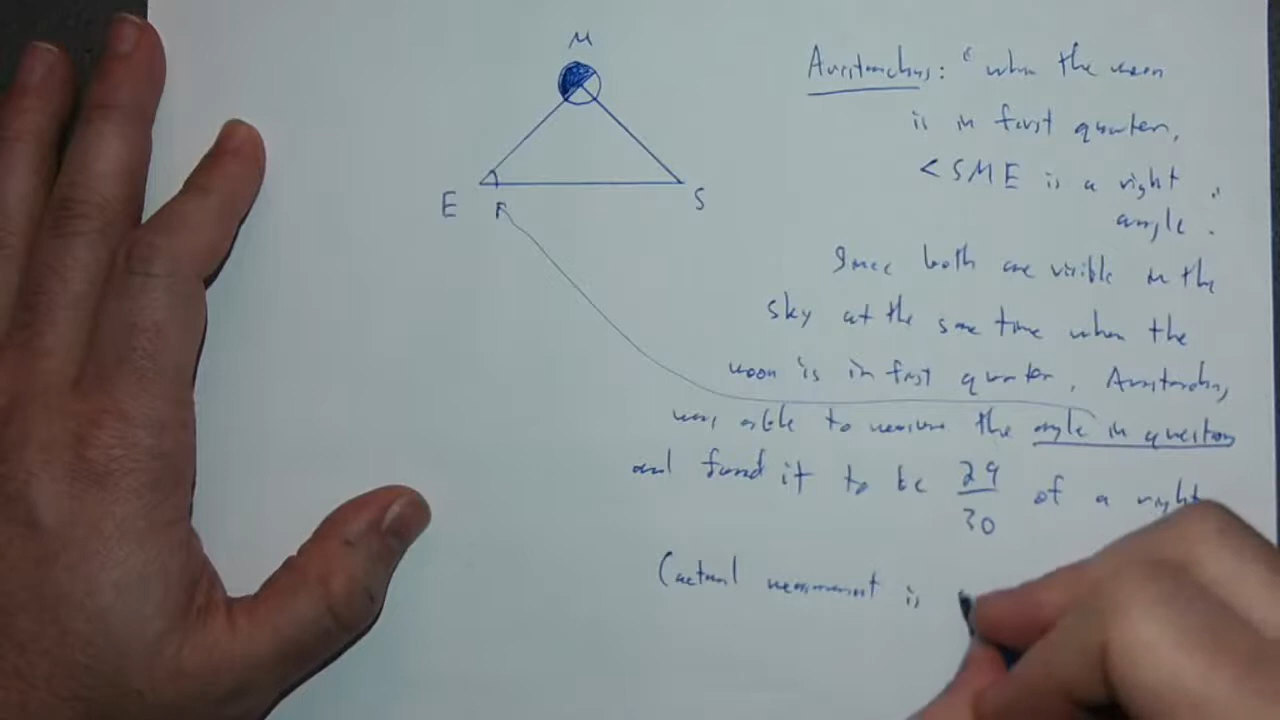 M
E
S
Aristarchus: "when the moon
is in first quarter,
<SME is a right
angle."
Since both are visible in the
sky at the same time when the
moon is in first quarter, Aristarchus,
was able to measure the angle in question
and found it to be 29/30 of a right
(actual measurement is